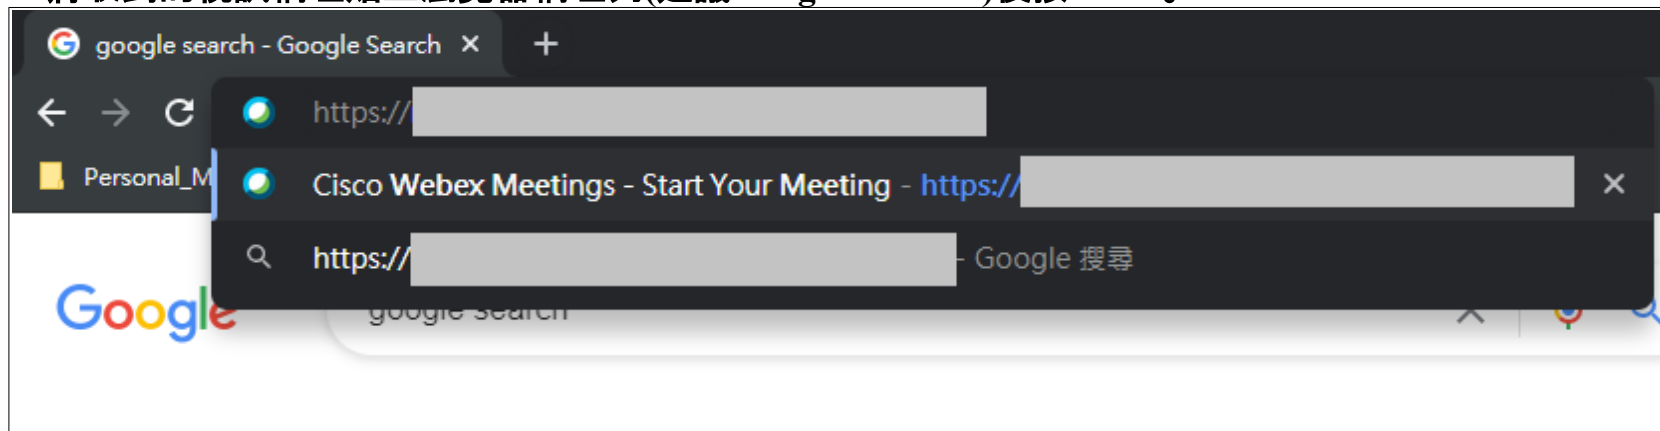 google search - Google Search
https://
Personal_M
Cisco Webex Meetings - Start Your Meeting - https://
https:// - Google 搜尋
Google
google search